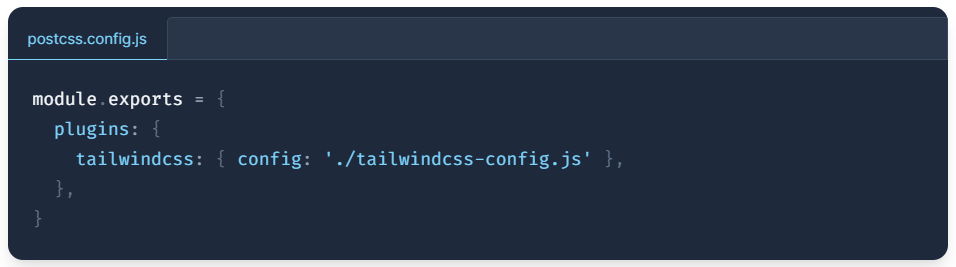 postcss.config.js
module.exports = {
  plugins: {
    tailwindcss: { config: './tailwindcss-config.js' },
  },
}